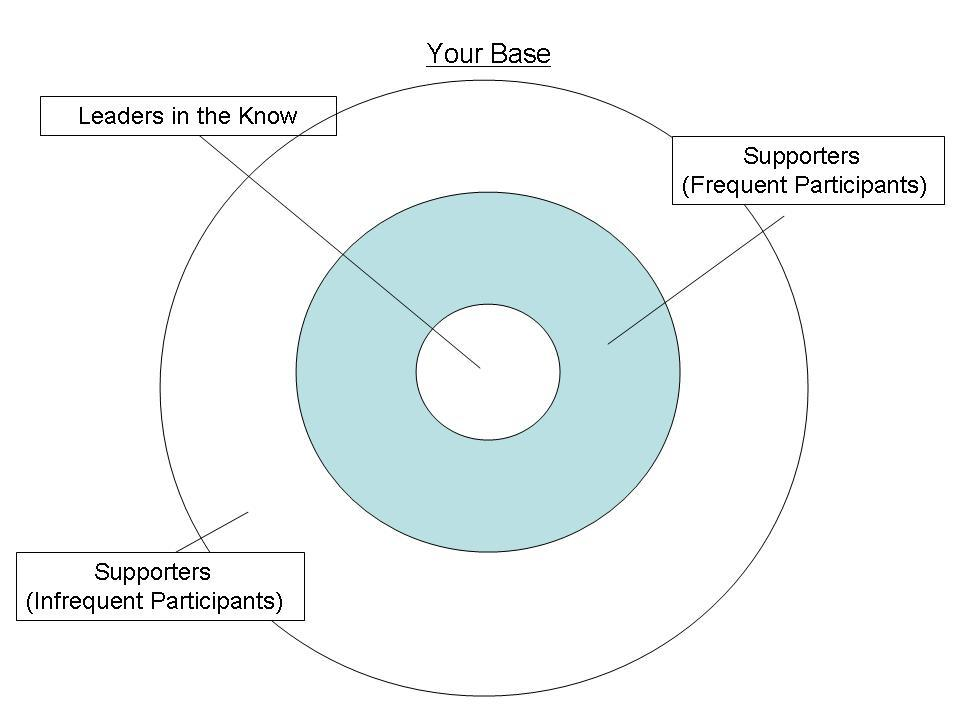 Your Base
Leaders in the Know
Supporters
(Frequent Participants)
Supporters
(Infrequent Participants)